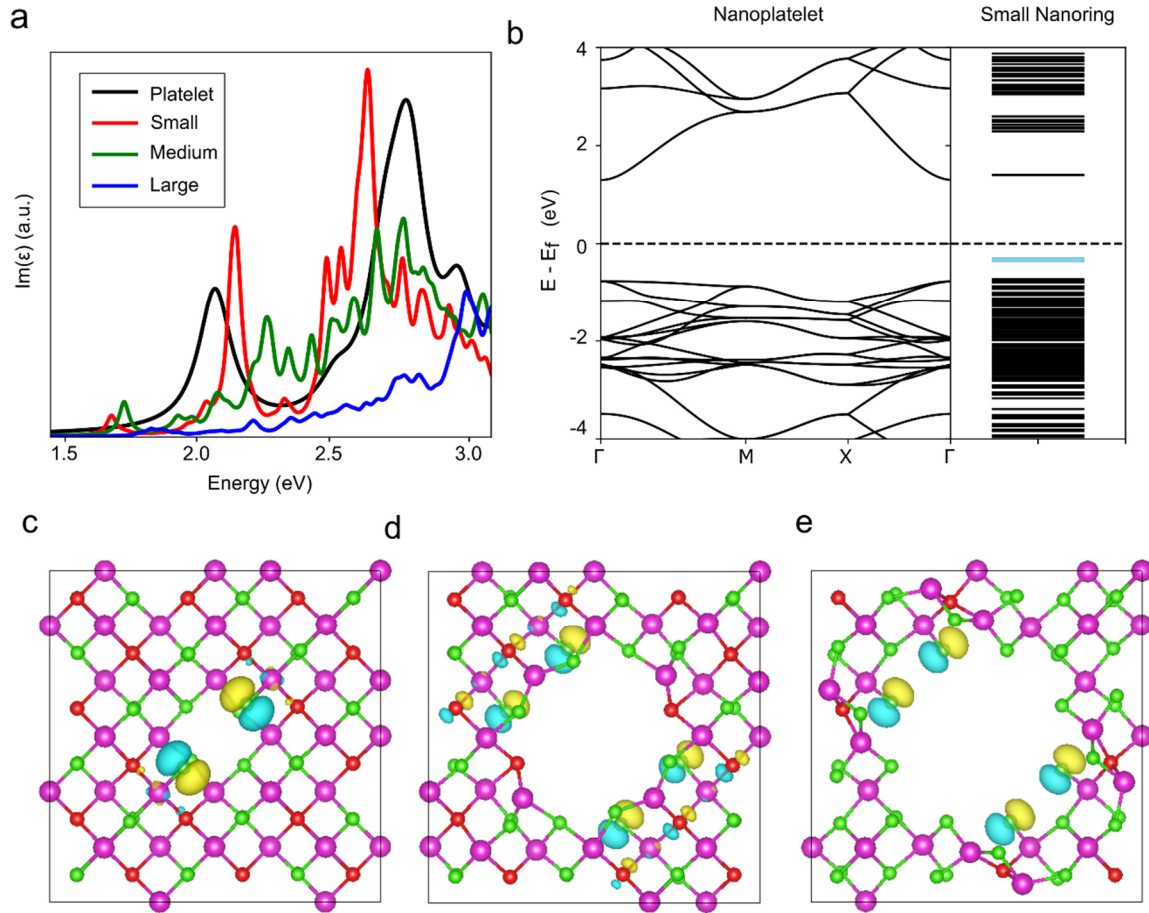 a
Platelet
Small
Medium
Large
Im(ε) (a.u.)
1.5 2.0 2.5 3.0
Energy (eV)
b
Nanoplatelet Small Nanoring
E - Ef (eV)
4
2
0
-2
-4
Γ M X Γ
c
d
e